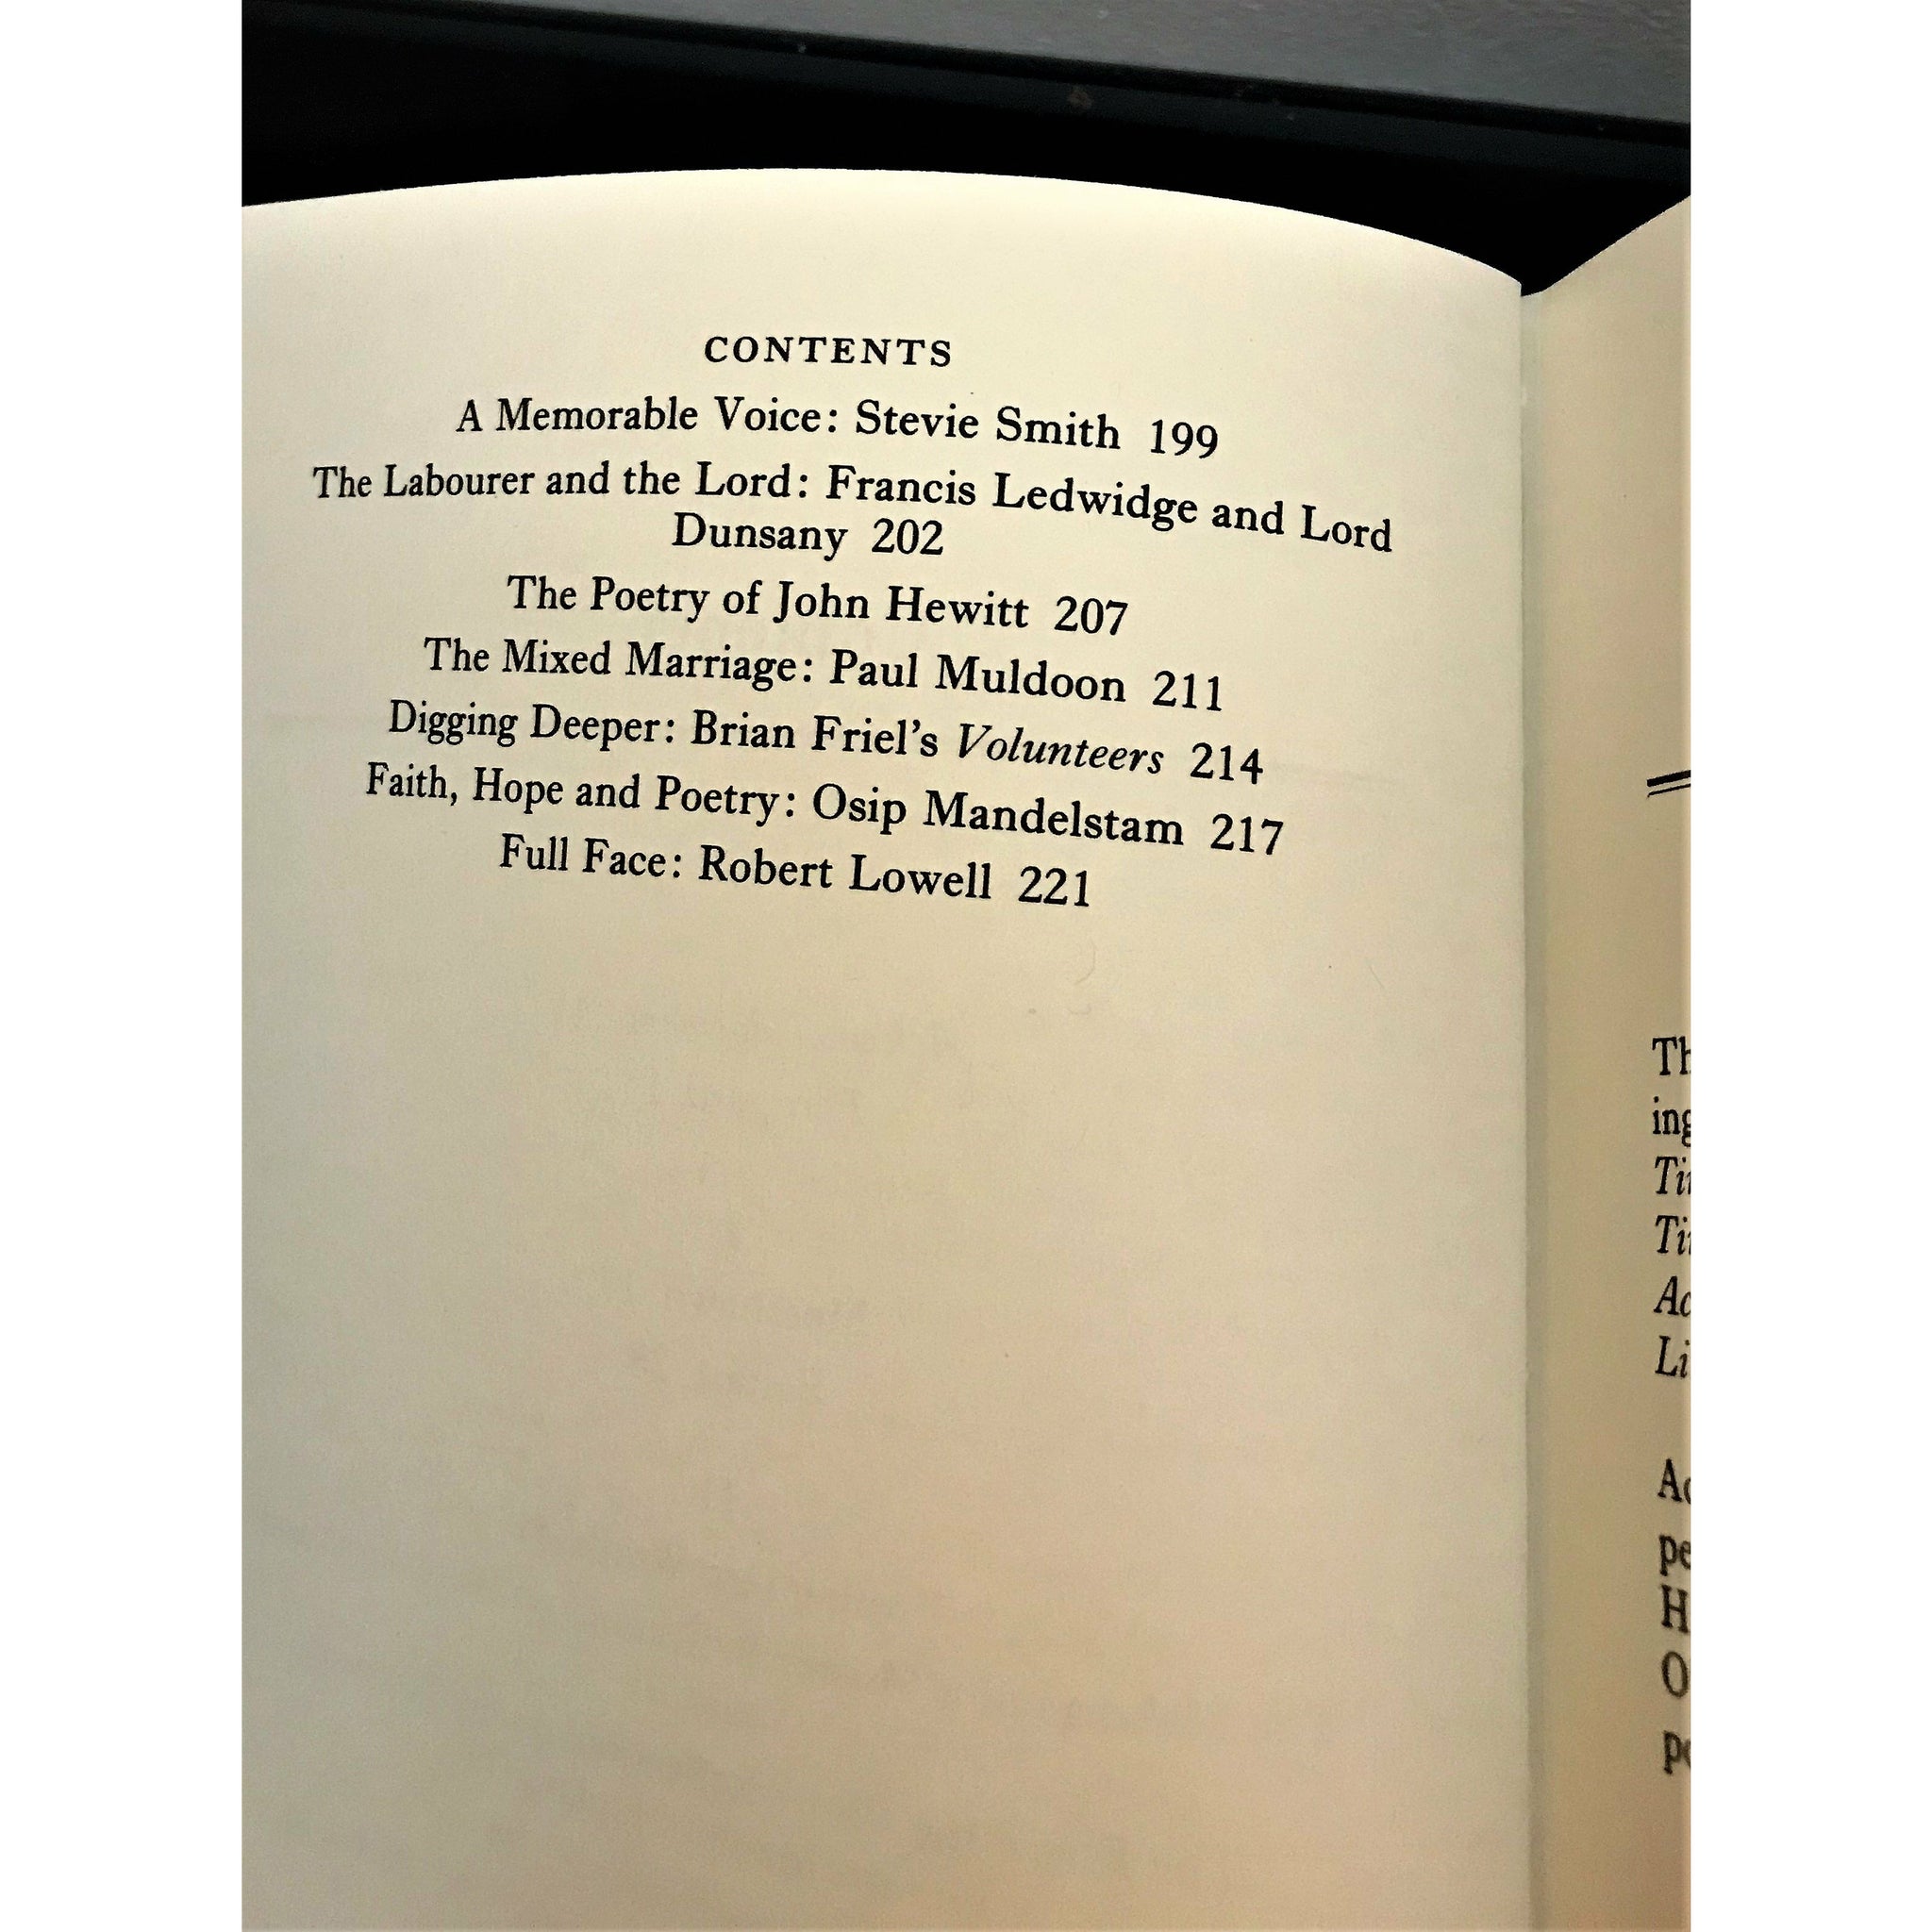 CONTENTS
A Memorable Voice: Stevie Smith 199
The Labourer and the Lord: Francis Ledwidge and Lord
Dunsany 202
The Poetry of John Hewitt 207
The Mixed Marriage: Paul Muldoon 211
Digging Deeper: Brian Friel's Volunteers 214
Faith, Hope and Poetry: Osip Mandelstam 217
Full Face: Robert Lowell 221